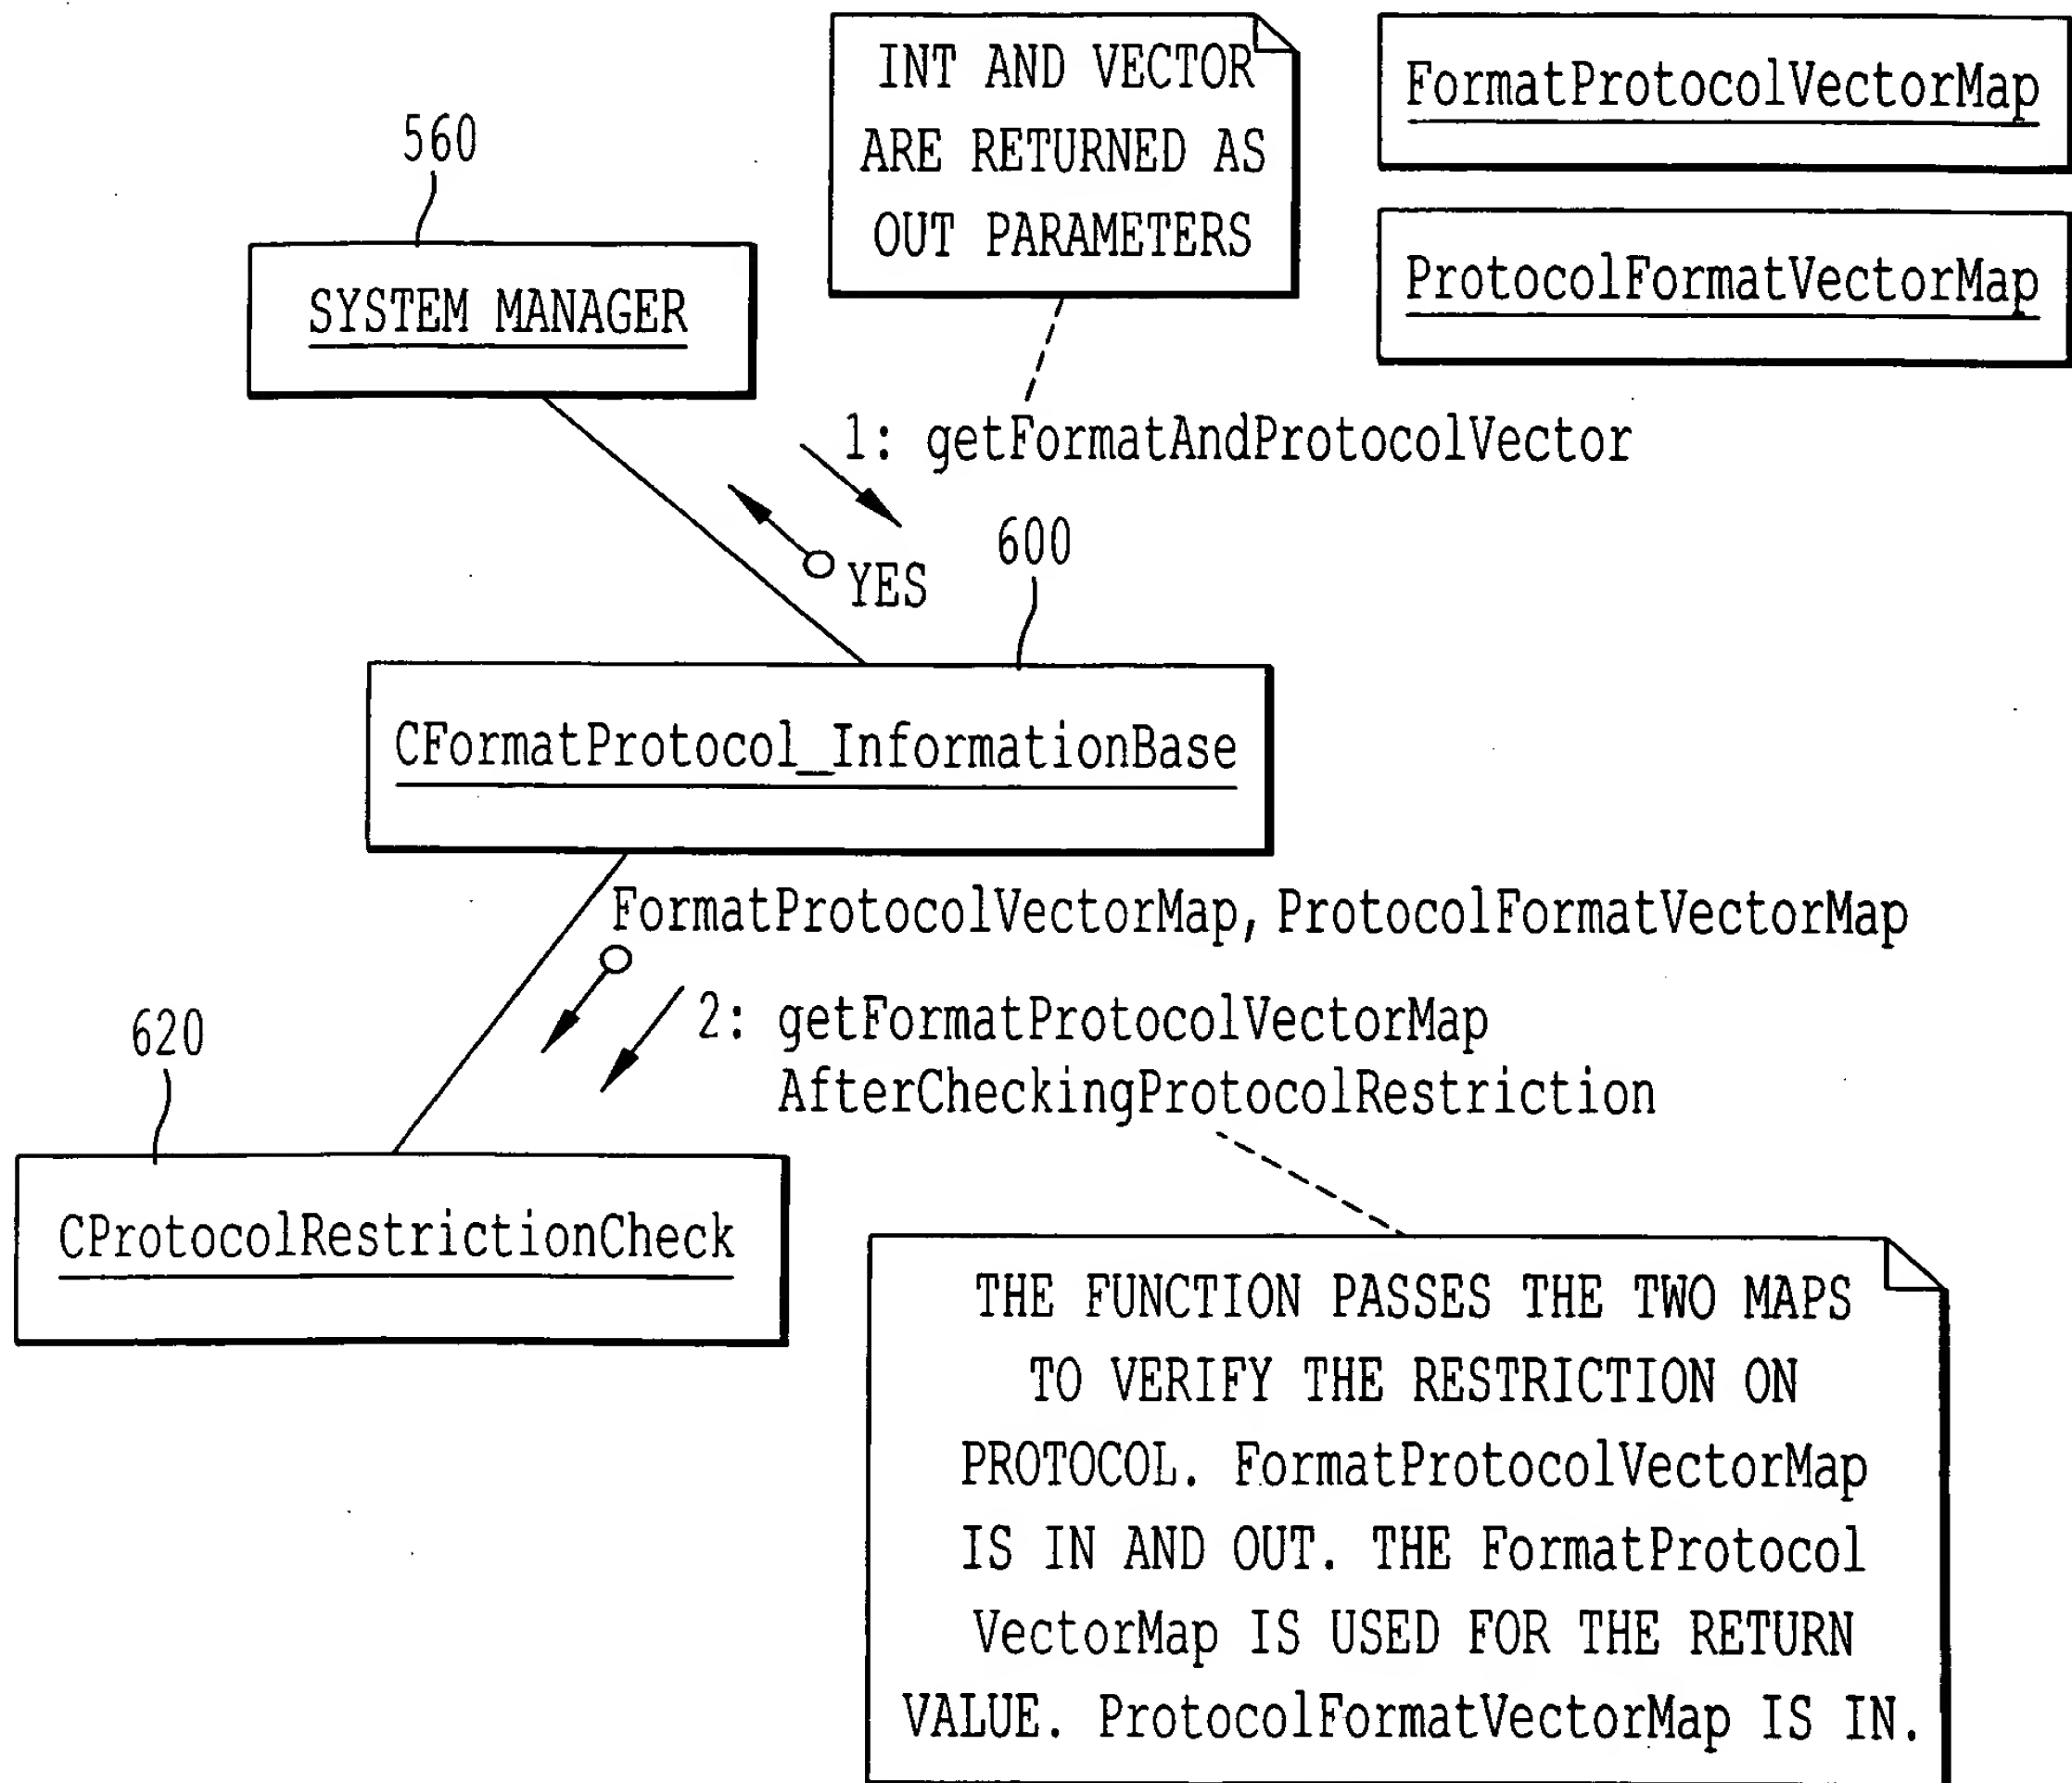 INT AND VECTOR
ARE RETURNED AS
OUT PARAMETERS
FormatProtocolVectorMap
ProtocolFormatVectorMap
560
SYSTEM MANAGER
1: getFormatAndProtocolVector
YES
600
CFormatProtocol_InformationBase
FormatProtocolVectorMap, ProtocolFormatVectorMap
2: getFormatProtocolVectorMap
AfterCheckingProtocolRestriction
620
CProtocolRestrictionCheck
THE FUNCTION PASSES THE TWO MAPS
TO VERIFY THE RESTRICTION ON
PROTOCOL. FormatProtocolVectorMap
IS IN AND OUT. THE FormatProtocol
VectorMap IS USED FOR THE RETURN
VALUE. ProtocolFormatVectorMap IS IN.